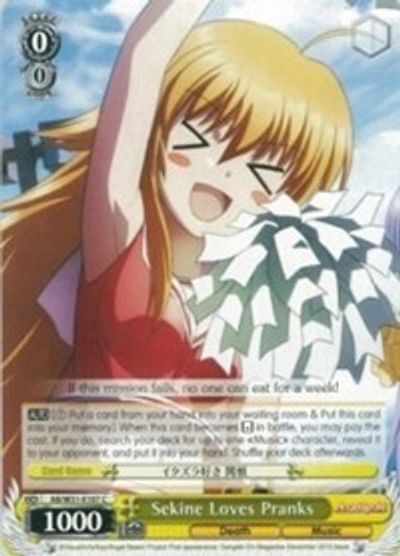 0
0
If this mission fails, no one can eat for a week!
AUTO [① Put a card from your hand into your waiting room & Put this card
into your memory] When this card becomes in battle, you may pay the
cost. If you do, search your deck for up to one «Music» character, reveal
it, and put it into your hand. Shuffle your deck afterwards.
Card Name
イタズラ好き 関根
AB/W31-E107 C
Sekine Loves Pranks
1000
Death
Music